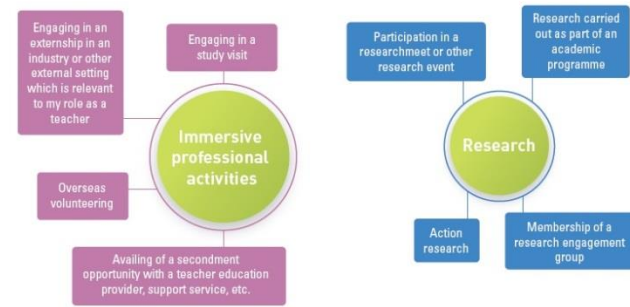 Engaging in an
externship in an
industry or other
external setting
which is relevant
to my role as a
teacher
Engaging in a
study visit
Immersive
professional
activities
Overseas
volunteering
Availing of a secondment
opportunity with a teacher education
provider, support service, etc.
Participation in a
researchmeet or other
research event
Research carried
out as part of an
academic
programme
Research
Action
research
Membership of a
research engagement
group